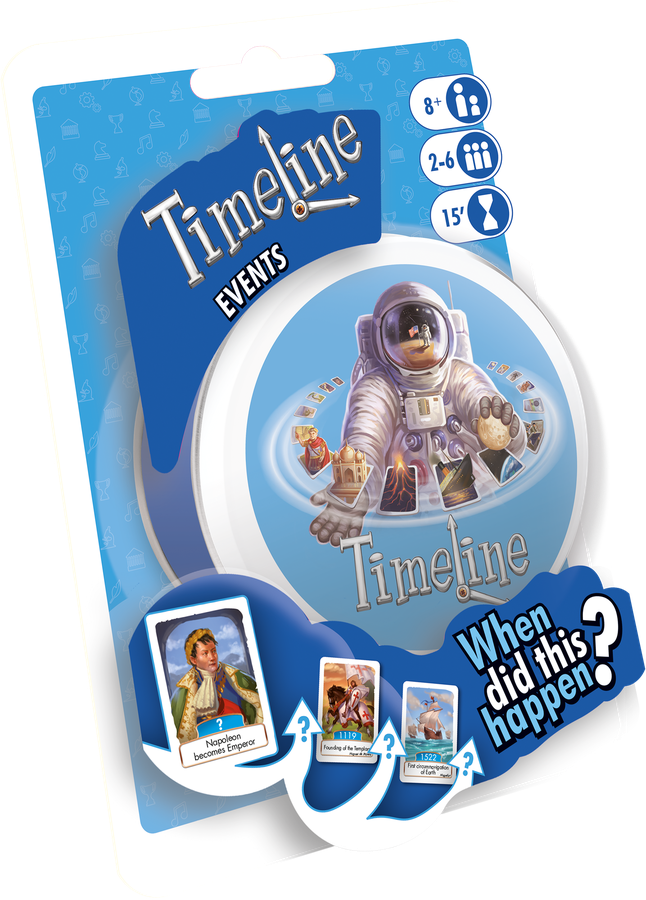 8+
2-6
15'
Timeline
EVENTS
Timeline
When
did this
happen?
?
Napoleon
becomes Emperor
?
1119
Founding of the Templars
?
1522
First circumnavigation
of Earth
?